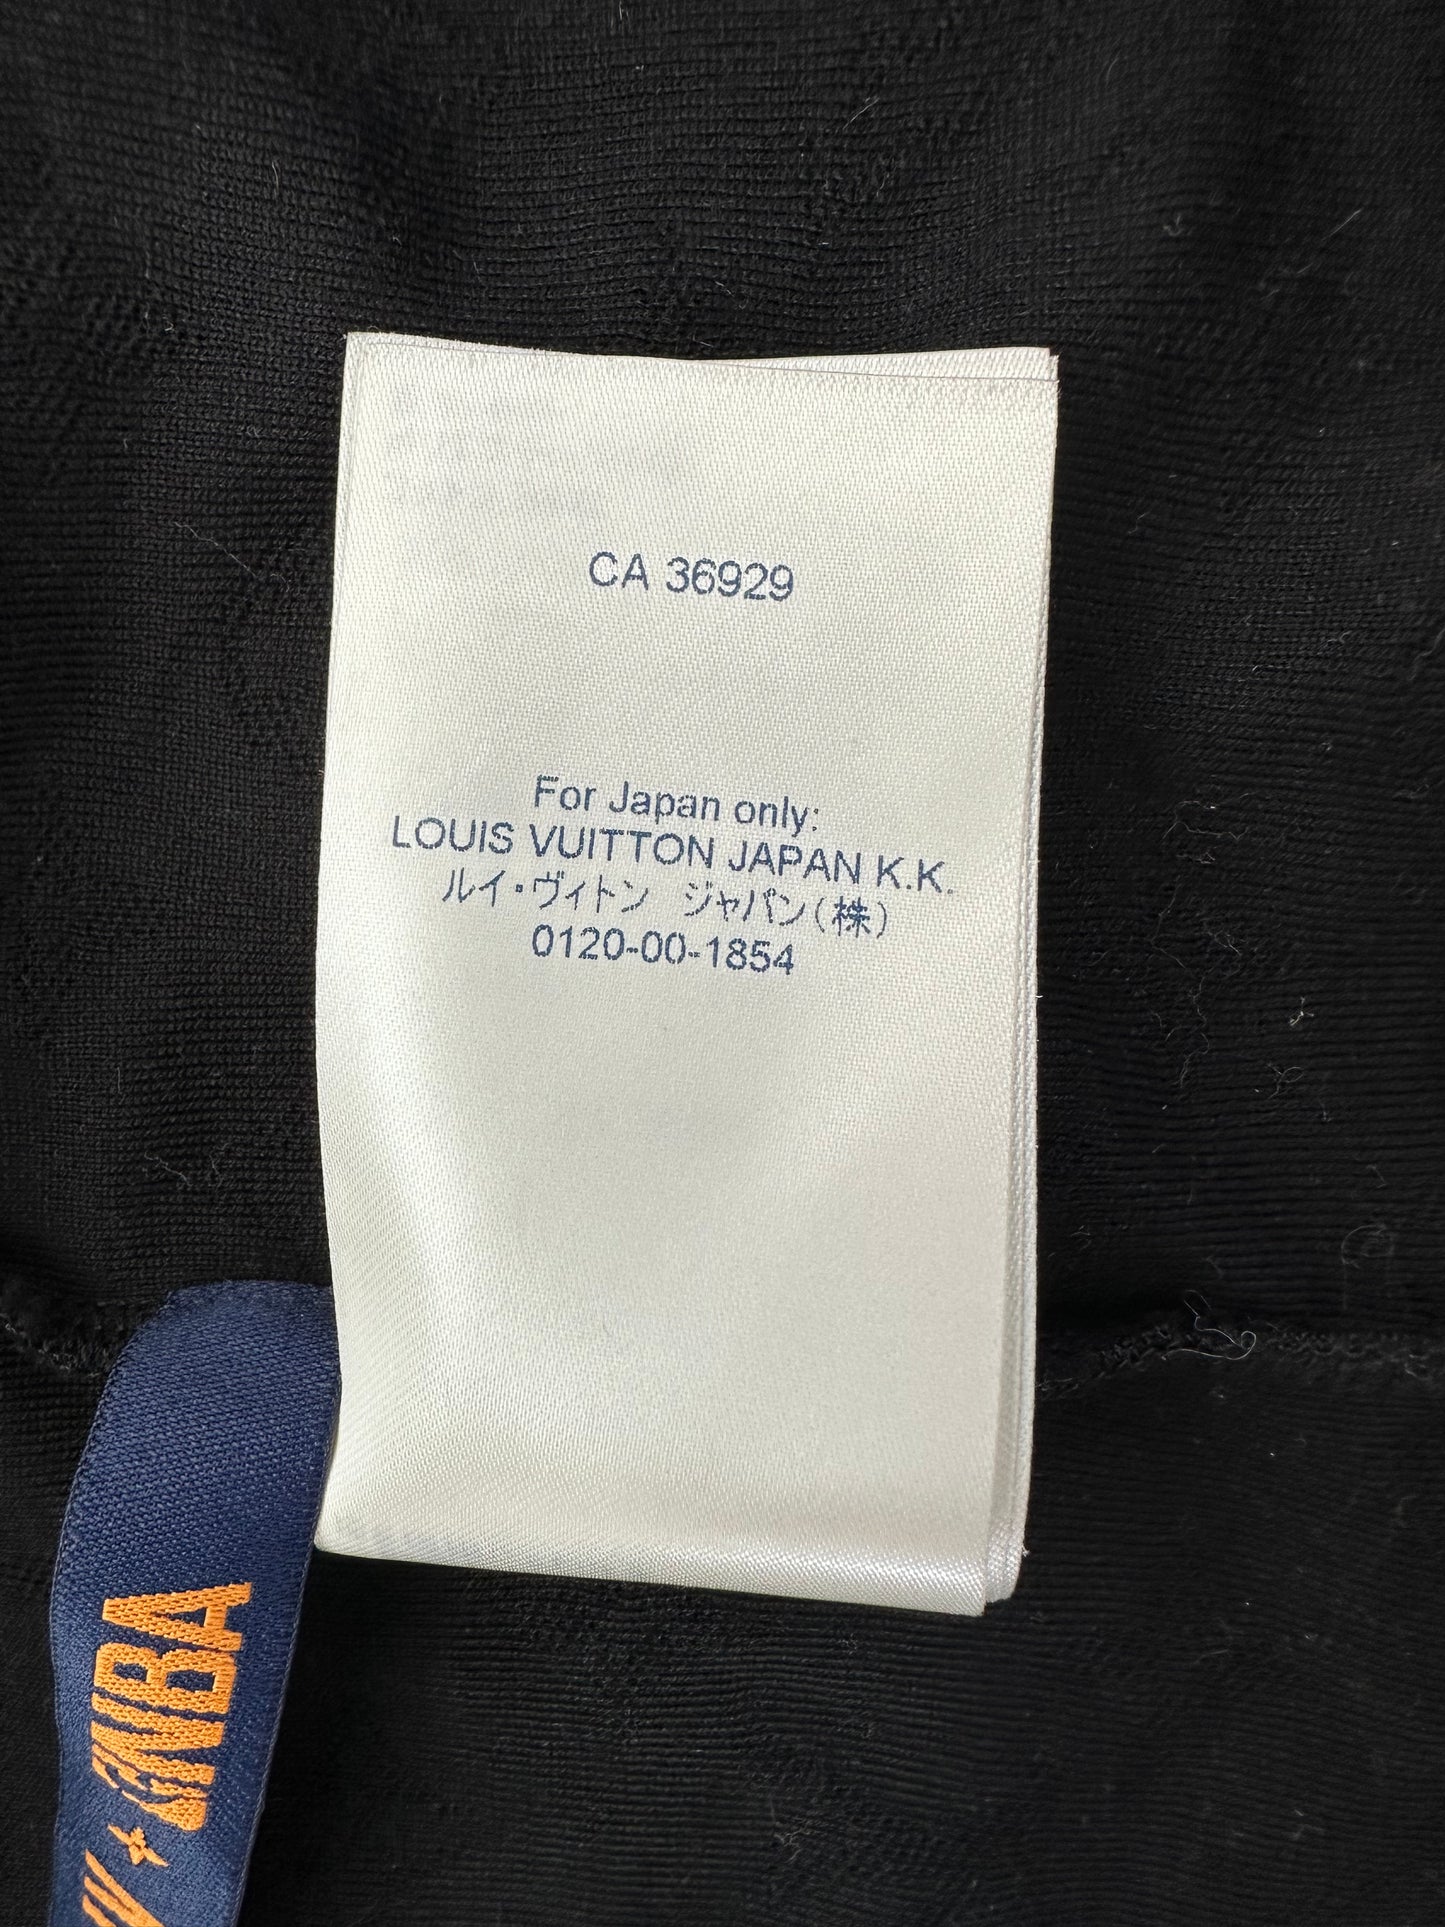 CA 36929
For Japan only:
LOUIS VUITTON JAPAN K.K.
ルイ・ヴィトン ジャパン(株)
0120-00-1854
NBA